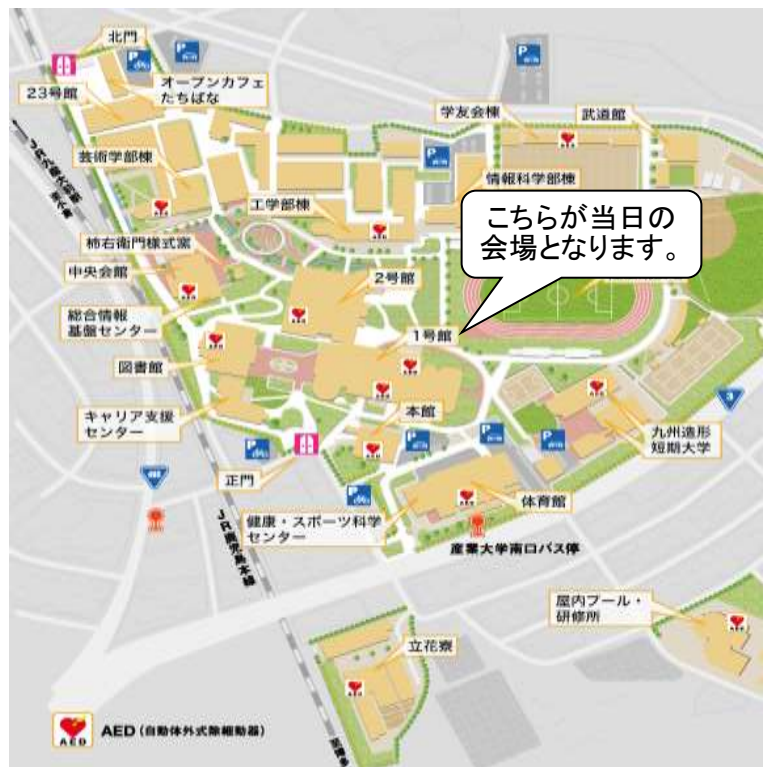 北門
オープンカフェ
たちばな
23号館
学友会棟
武道館
芸術学部棟
情報科学部棟
工学部棟
こちらが当日の
会場となります。
柿右衛門様式窯
中央会館
2号館
総合情報
基盤センター
1号館
図書館
キャリア支援
センター
本館
3
九州造形
短期大学
正門
495
体育館
健康・スポーツ科学
センター
産業大学南口バス停
JR鹿児島本線
屋内プール・
研修所
立花寮
AED
AED (自動体外式除細動器)
至博多